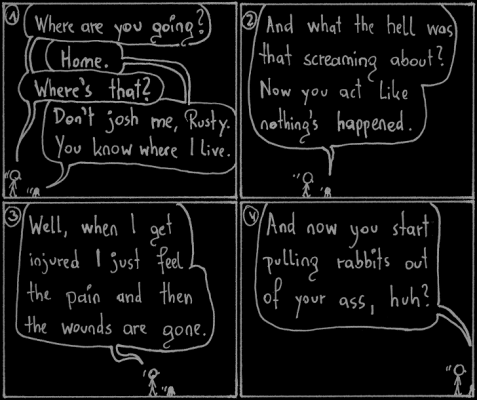 1
Where are you going?
Home.
Where's that?
Don't josh me, Rusty.
You know where I live.
2
And what the hell was
that screaming about?
Now you act like
nothing's happened.
3
Well, when I get
injured I just feel
the pain and then
the wounds are gone.
4
And now you start
pulling rabbits out
of your ass, huh?